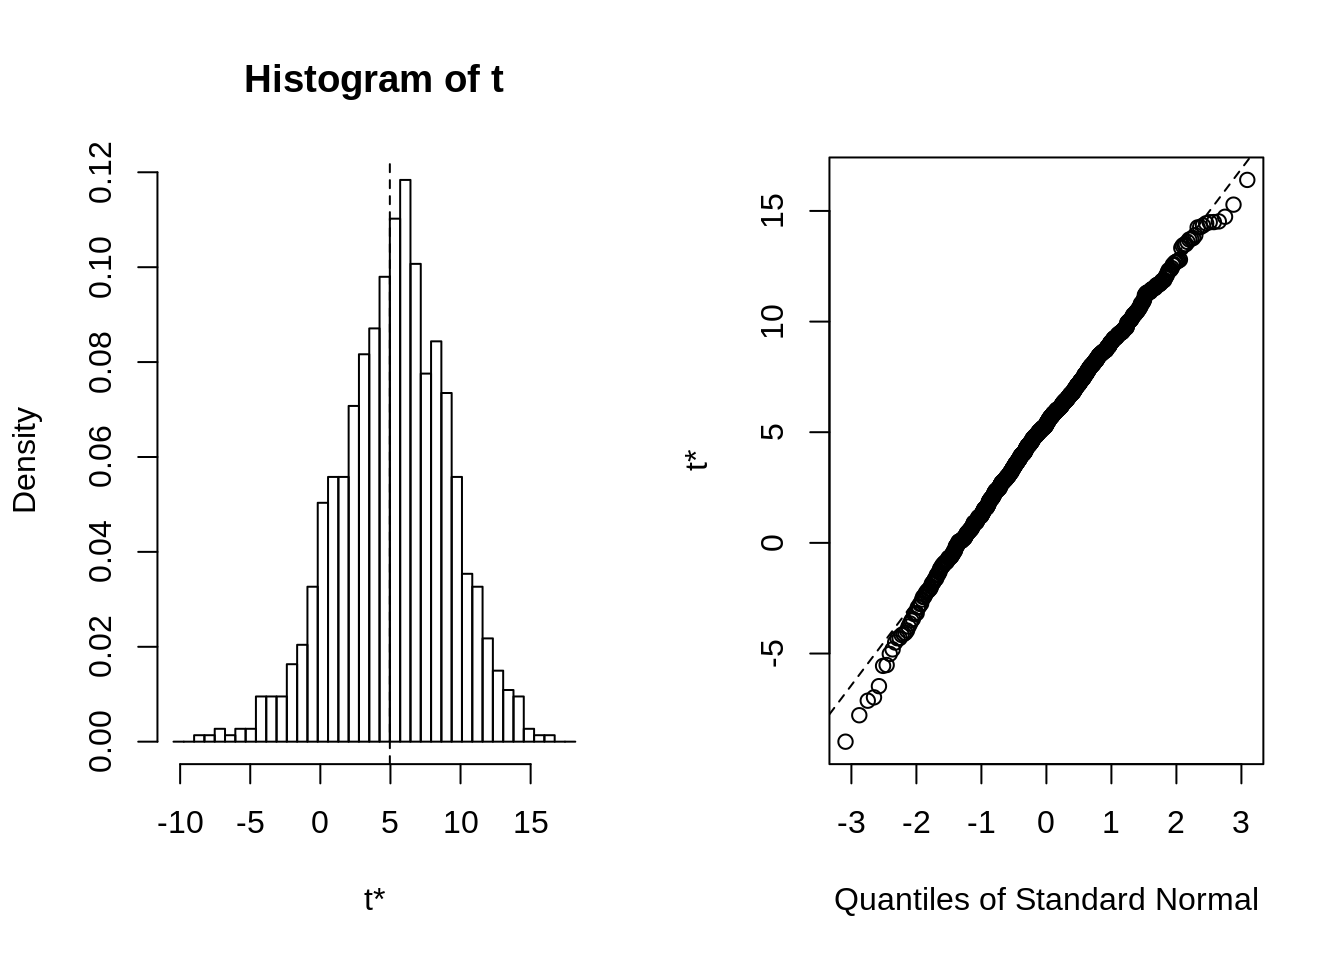 Histogram of t
Density
0.00 0.02 0.04 0.06 0.08 0.10 0.12
-10 -5 0 5 10 15
t*
t*
-5 0 5 10 15
-3 -2 -1 0 1 2 3
Quantiles of Standard Normal